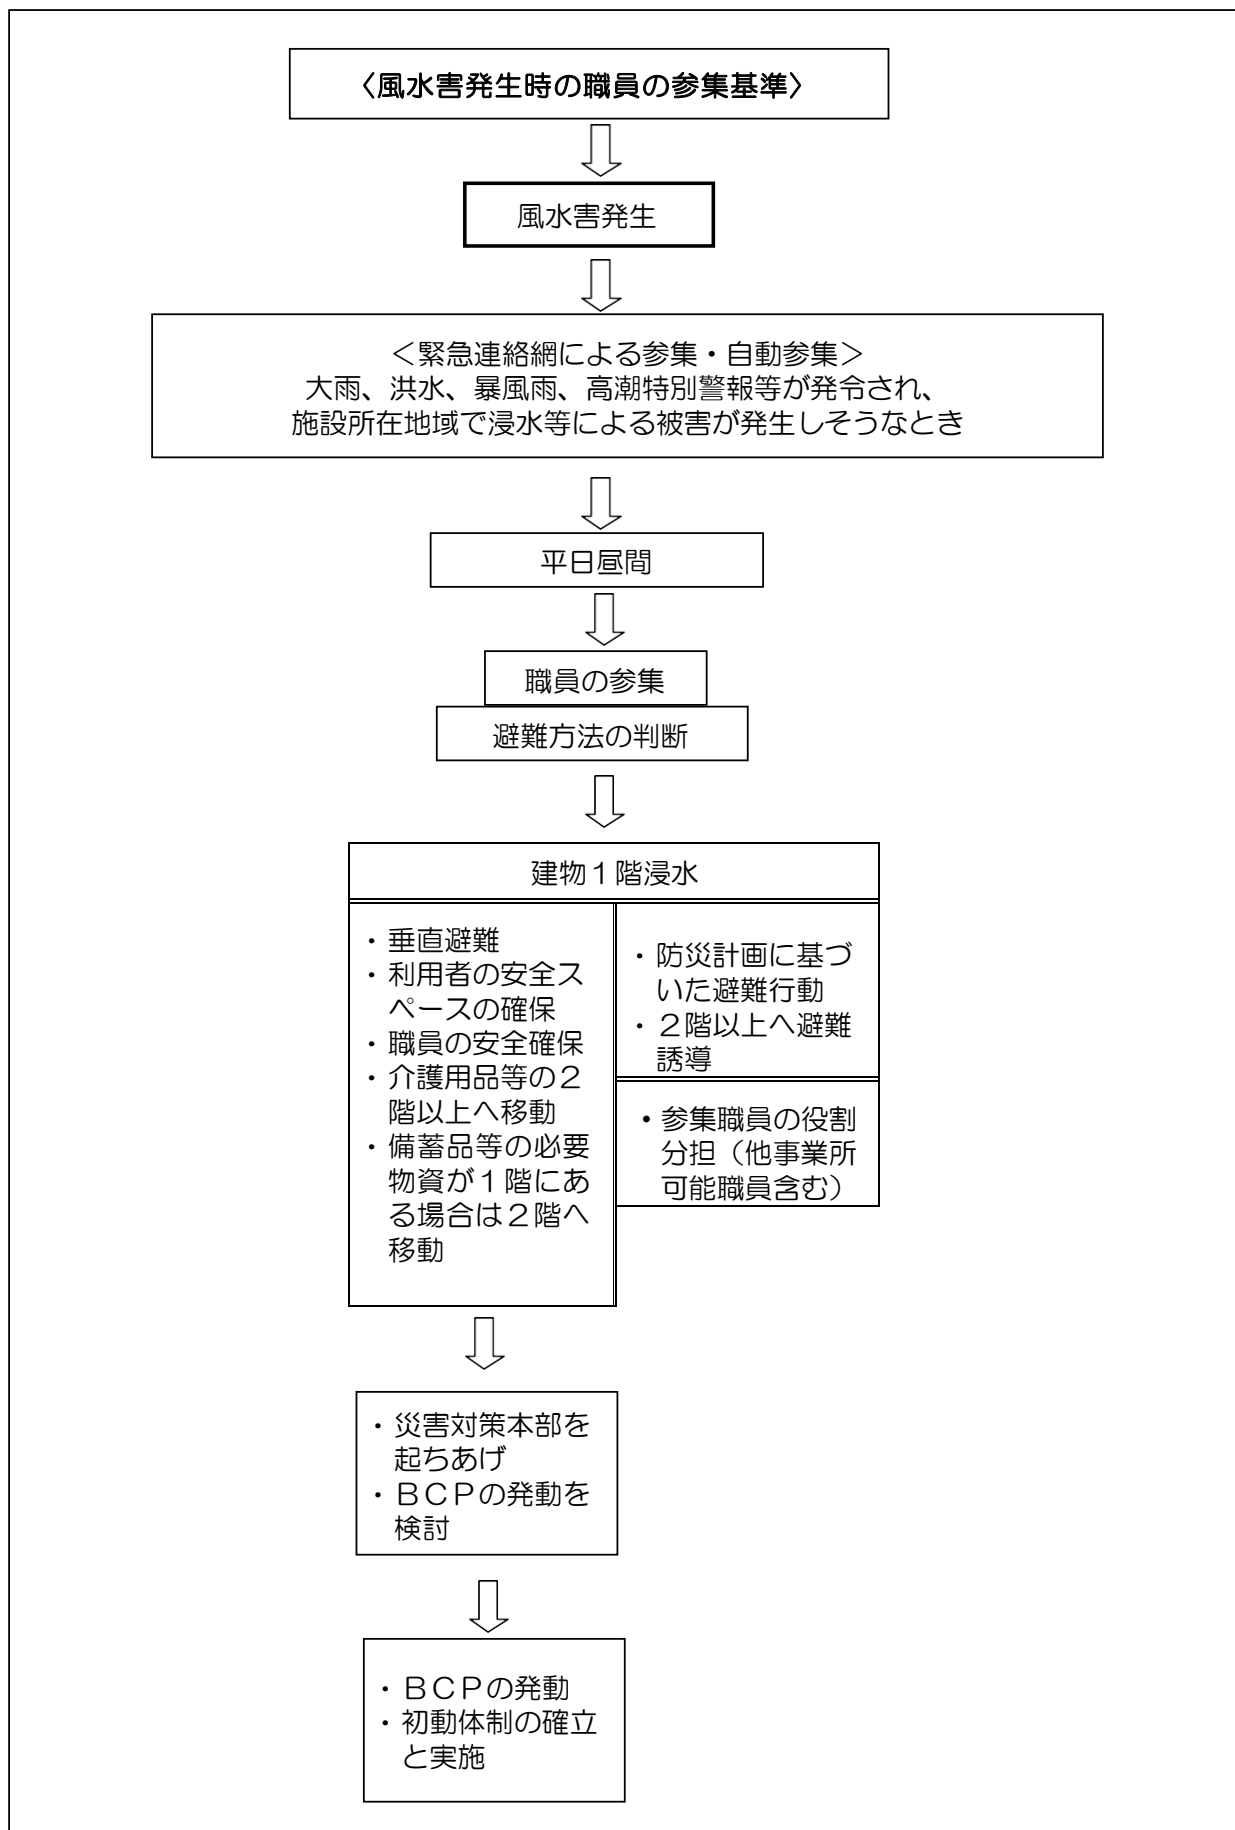 〈風水害発生時の職員の参集基準〉
風水害発生
＜緊急連絡網による参集・自動参集＞
大雨、洪水、暴風雨、高潮特別警報等が発令され、
施設所在地域で浸水等による被害が発生しそうなとき
平日昼間
職員の参集
避難方法の判断
建物１階浸水
・垂直避難
・利用者の安全ス
ペースの確保
・職員の安全確保
・介護用品等の２
階以上へ移動
・備蓄品等の必要
物資が１階にあ
る場合は２階へ
移動
・防災計画に基づ
いた避難行動
・２階以上へ避難
誘導
・参集職員の役割
分担（他事業所
可能職員含む）
・災害対策本部を
起ちあげ
・ＢＣＰの発動を
検討
・ＢＣＰの発動
・初動体制の確立
と実施